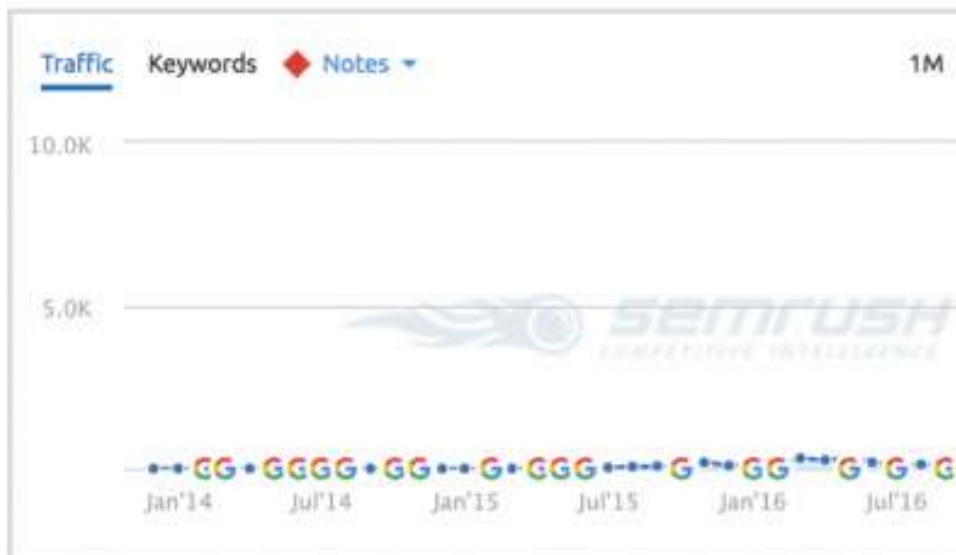 Traffic Keywords Notes 1M
10.0K
5.0K
semrush
COMPETITIVE INTELLIGENCE
G G G G G G G G G G G G G G G G G G
Jan'14 Jul'14 Jan'15 Jul'15 Jan'16 Jul'16